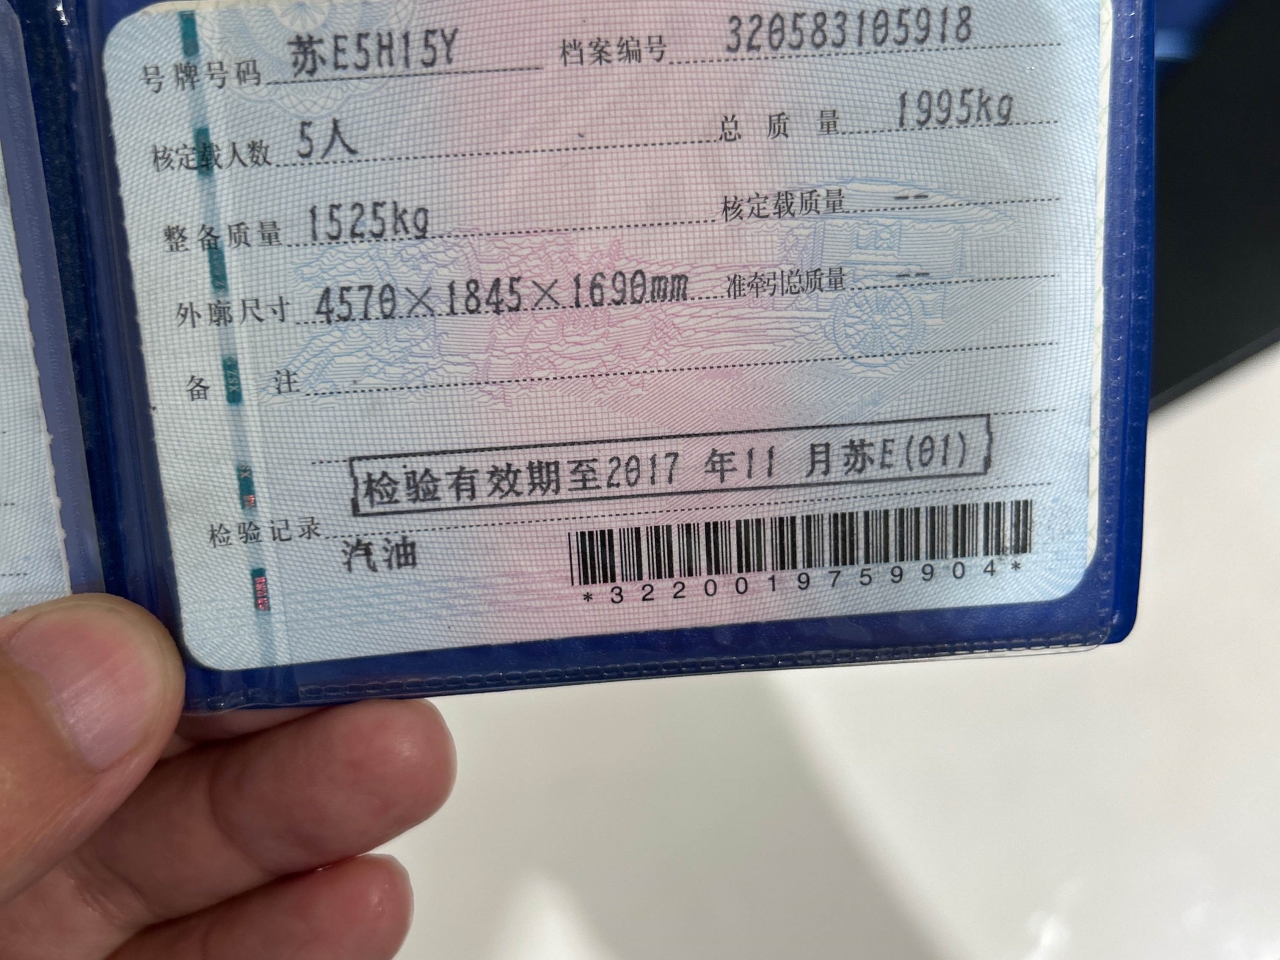 号牌号码 苏E5H15Y 档案编号 320583105918
核定载人数 5人 总质量 1995kg
整备质量 1525kg 核定载质量 --
外廓尺寸 4570×1845×1690mm 准牵引总质量 --
备注
检验有效期至2017 年11 月苏E(01)
检验记录
汽油
*3220019759904*